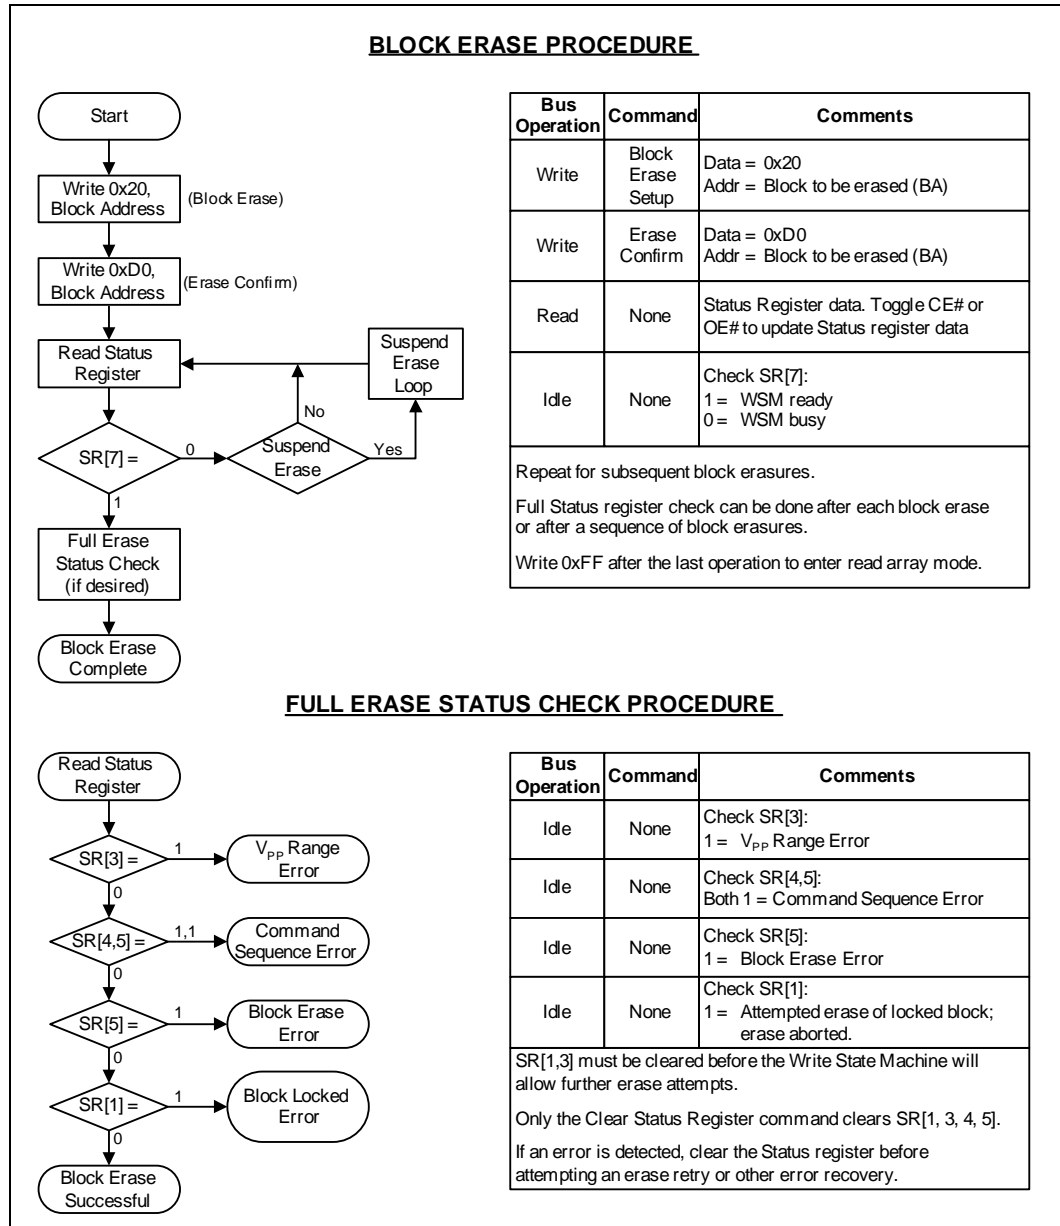 BLOCK ERASE PROCEDURE
Start
Write 0x20,
Block Address
(Block Erase)
Write 0xD0,
Block Address
(Erase Confirm)
Read Status
Register
Suspend
Erase
Loop
No
SR[7] =
0
Suspend
Erase
Yes
1
Full Erase
Status Check
(if desired)
Block Erase
Complete
Bus
Operation
Command
Comments
Write
Block
Erase
Setup
Data = 0x20
Addr = Block to be erased (BA)
Write
Erase
Confirm
Data = 0xD0
Addr = Block to be erased (BA)
Read
None
Status Register data. Toggle CE# or
OE# to update Status register data
Idle
None
Check SR[7]:
1 = WSM ready
0 = WSM busy
Repeat for subsequent block erasures.
Full Status register check can be done after each block erase
or after a sequence of block erasures.
Write 0xFF after the last operation to enter read array mode.
FULL ERASE STATUS CHECK PROCEDURE
Read Status
Register
SR[3] =
1
VPP Range
Error
0
SR[4,5] =
1,1
Command
Sequence Error
0
SR[5] =
1
Block Erase
Error
0
SR[1] =
1
Block Locked
Error
0
Block Erase
Successful
Bus
Operation
Command
Comments
Idle
None
Check SR[3]:
1 = VPP Range Error
Idle
None
Check SR[4,5]:
Both 1 = Command Sequence Error
Idle
None
Check SR[5]:
1 = Block Erase Error
Idle
None
Check SR[1]:
1 = Attempted erase of locked block;
erase aborted.
SR[1,3] must be cleared before the Write State Machine will
allow further erase attempts.
Only the Clear Status Register command clears SR[1, 3, 4, 5].
If an error is detected, clear the Status register before
attempting an erase retry or other error recovery.